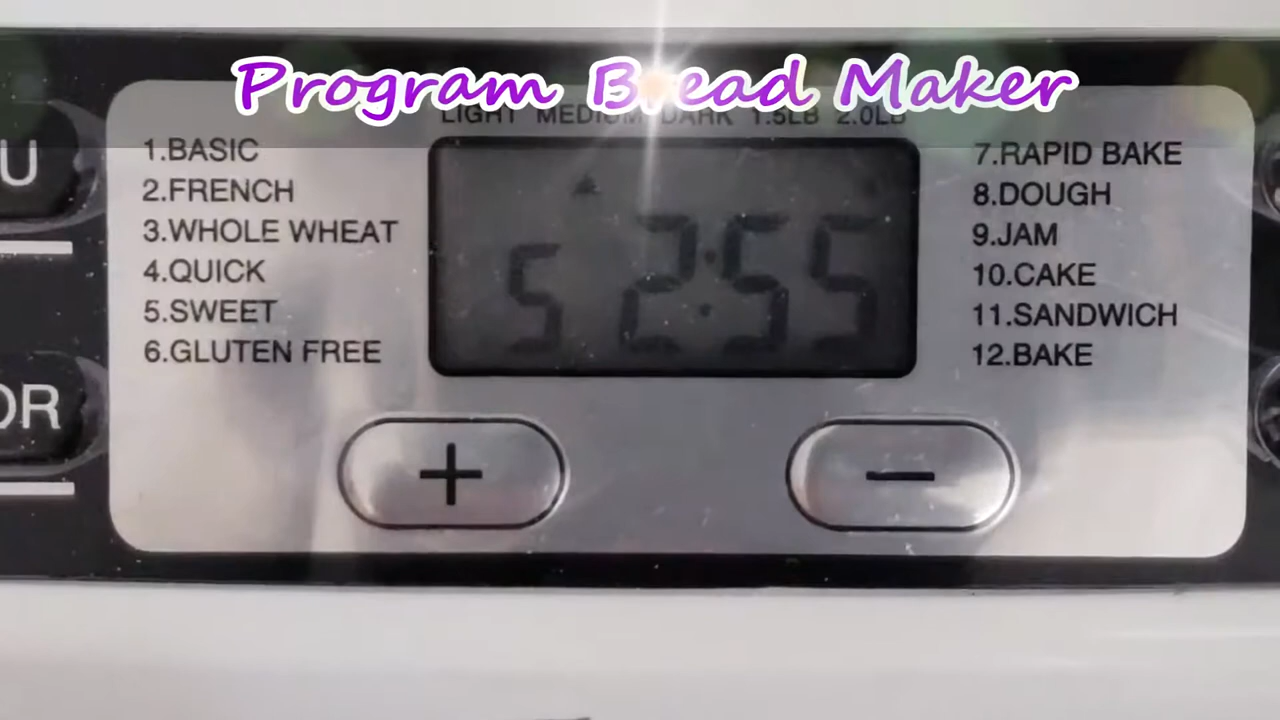 Program Bread Maker
LIGHT MEDIUM DARK 1.5LB 2.0LB
U
1.BASIC
2.FRENCH
3.WHOLE WHEAT
4.QUICK
5.SWEET
6.GLUTEN FREE
5 2:55
7.RAPID BAKE
8.DOUGH
9.JAM
10.CAKE
11.SANDWICH
12.BAKE
OR
+
−